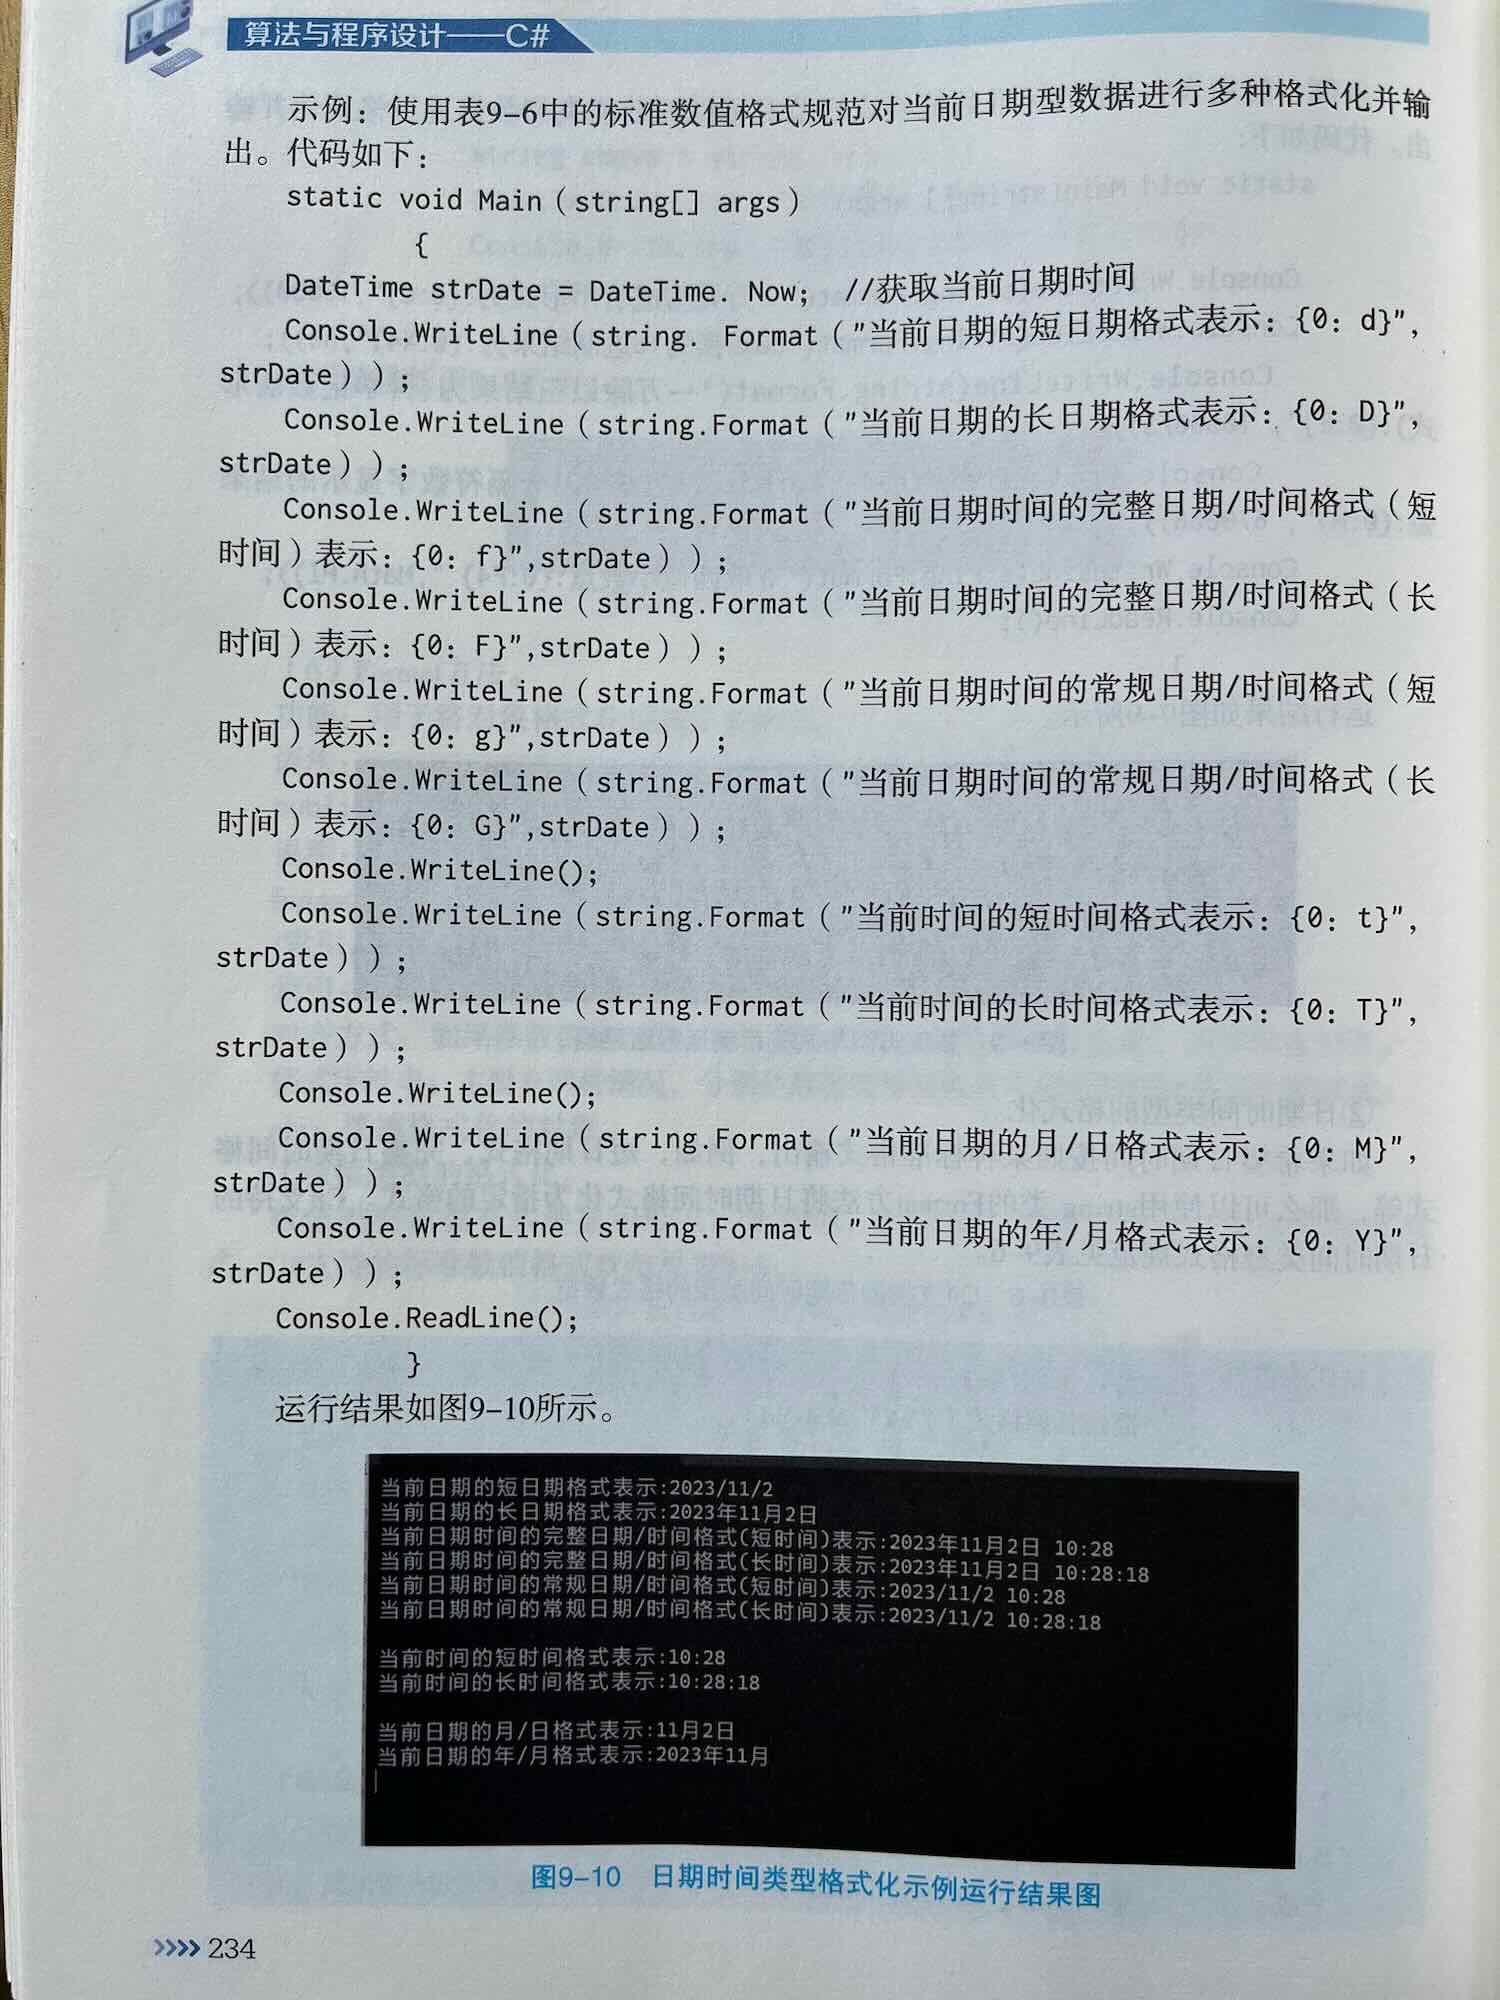 算法与程序设计——C#
示例：使用表9-6中的标准数值格式规范对当前日期型数据进行多种格式化并输
出。代码如下：
static void Main（string[] args）
{
DateTime strDate = DateTime. Now； //获取当前日期时间
Console.WriteLine（string. Format（"当前日期的短日期格式表示：{0：d}",
strDate））；
Console.WriteLine（string.Format（"当前日期的长日期格式表示：{0：D}",
strDate））；
Console.WriteLine（string.Format（"当前日期时间的完整日期/时间格式（短
时间）表示：{0：f}",strDate））；
Console.WriteLine（string.Format（"当前日期时间的完整日期/时间格式（长
时间）表示：{0：F}",strDate））；
Console.WriteLine（string.Format（"当前日期时间的常规日期/时间格式（短
时间）表示：{0：g}",strDate））；
Console.WriteLine（string.Format（"当前日期时间的常规日期/时间格式（长
时间）表示：{0：G}",strDate））；
Console.WriteLine();
Console.WriteLine（string.Format（"当前时间的短时间格式表示：{0：t}",
strDate））；
Console.WriteLine（string.Format（"当前时间的长时间格式表示：{0：T}",
strDate））；
Console.WriteLine();
Console.WriteLine（string.Format（"当前日期的月/日格式表示：{0：M}",
strDate））；
Console.WriteLine（string.Format（"当前日期的年/月格式表示：{0：Y}",
strDate））；
Console.ReadLine();
}
运行结果如图9-10所示。
当前日期的短日期格式表示:2023/11/2
当前日期的长日期格式表示:2023年11月2日
当前日期时间的完整日期/时间格式(短时间)表示:2023年11月2日 10:28
当前日期时间的完整日期/时间格式(长时间)表示:2023年11月2日 10:28:18
当前日期时间的常规日期/时间格式(短时间)表示:2023/11/2 10:28
当前日期时间的常规日期/时间格式(长时间)表示:2023/11/2 10:28:18
当前时间的短时间格式表示:10:28
当前时间的长时间格式表示:10:28:18
当前日期的月/日格式表示:11月2日
当前日期的年/月格式表示:2023年11月
图9-10 日期时间类型格式化示例运行结果图
›››› 234